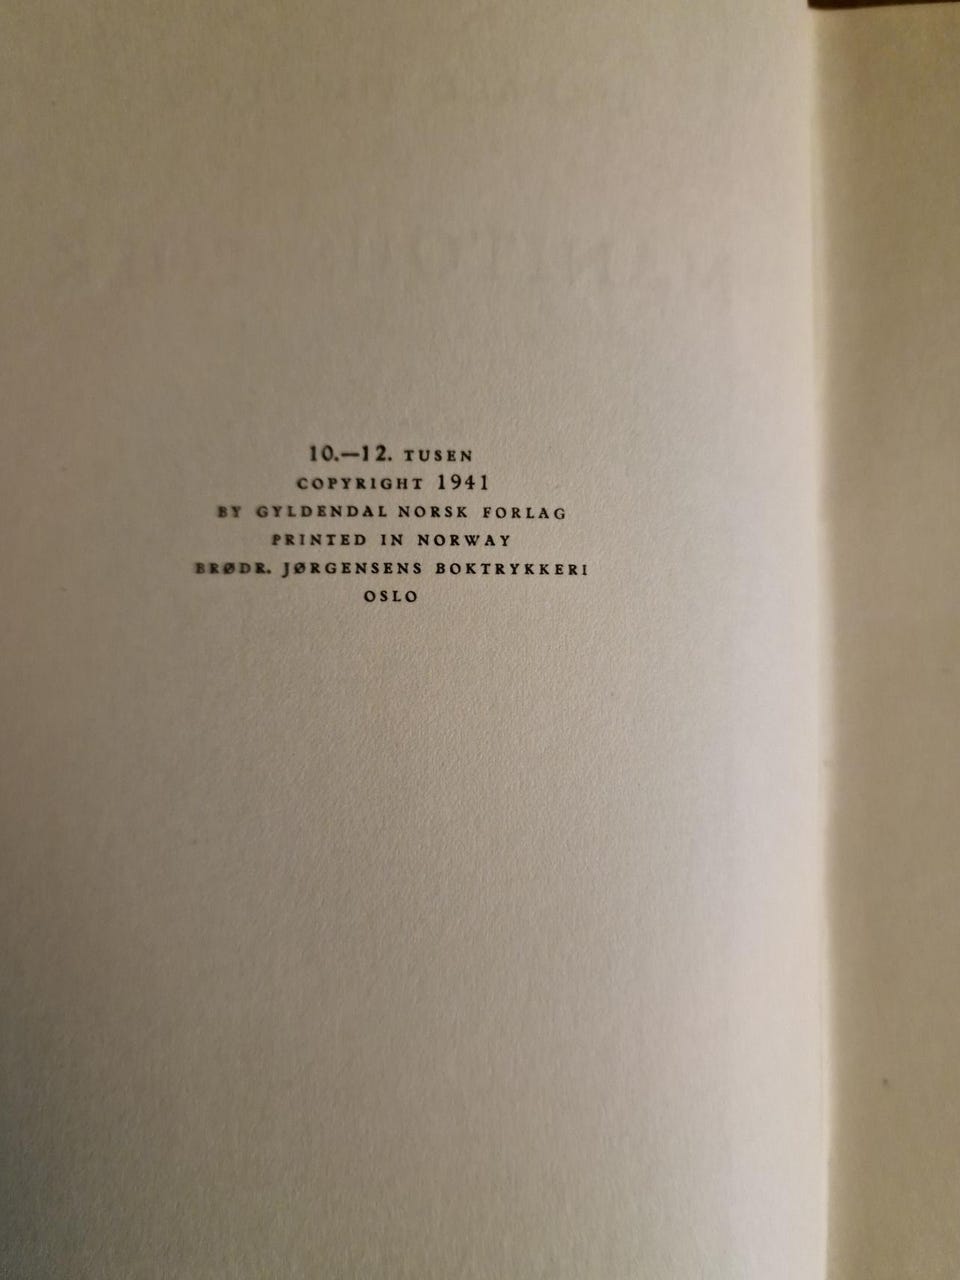 10.—12. TUSEN
COPYRIGHT 1941
BY GYLDENDAL NORSK FORLAG
PRINTED IN NORWAY
BRØDR. JØRGENSENS BOKTRYKKERI
OSLO